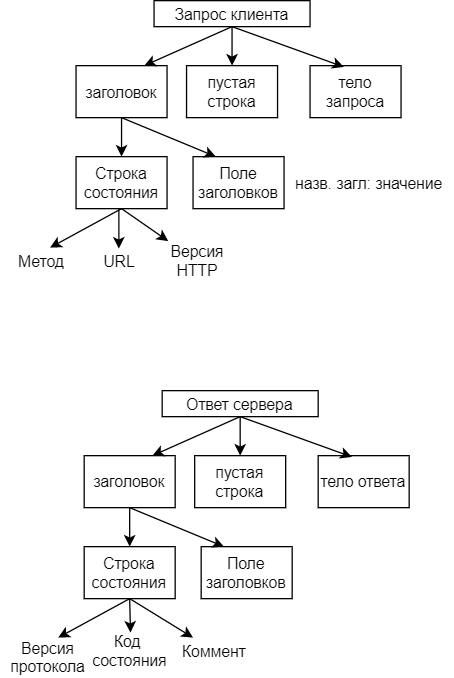 Запрос клиента
заголовок
пустая
строка
тело
запроса
Строка
состояния
Поле
заголовков
назв. загл: значение
Метод
URL
Версия
HTTP
Ответ сервера
заголовок
пустая
строка
тело ответа
Строка
состояния
Поле
заголовков
Версия
протокола
Код
состояния
Коммент